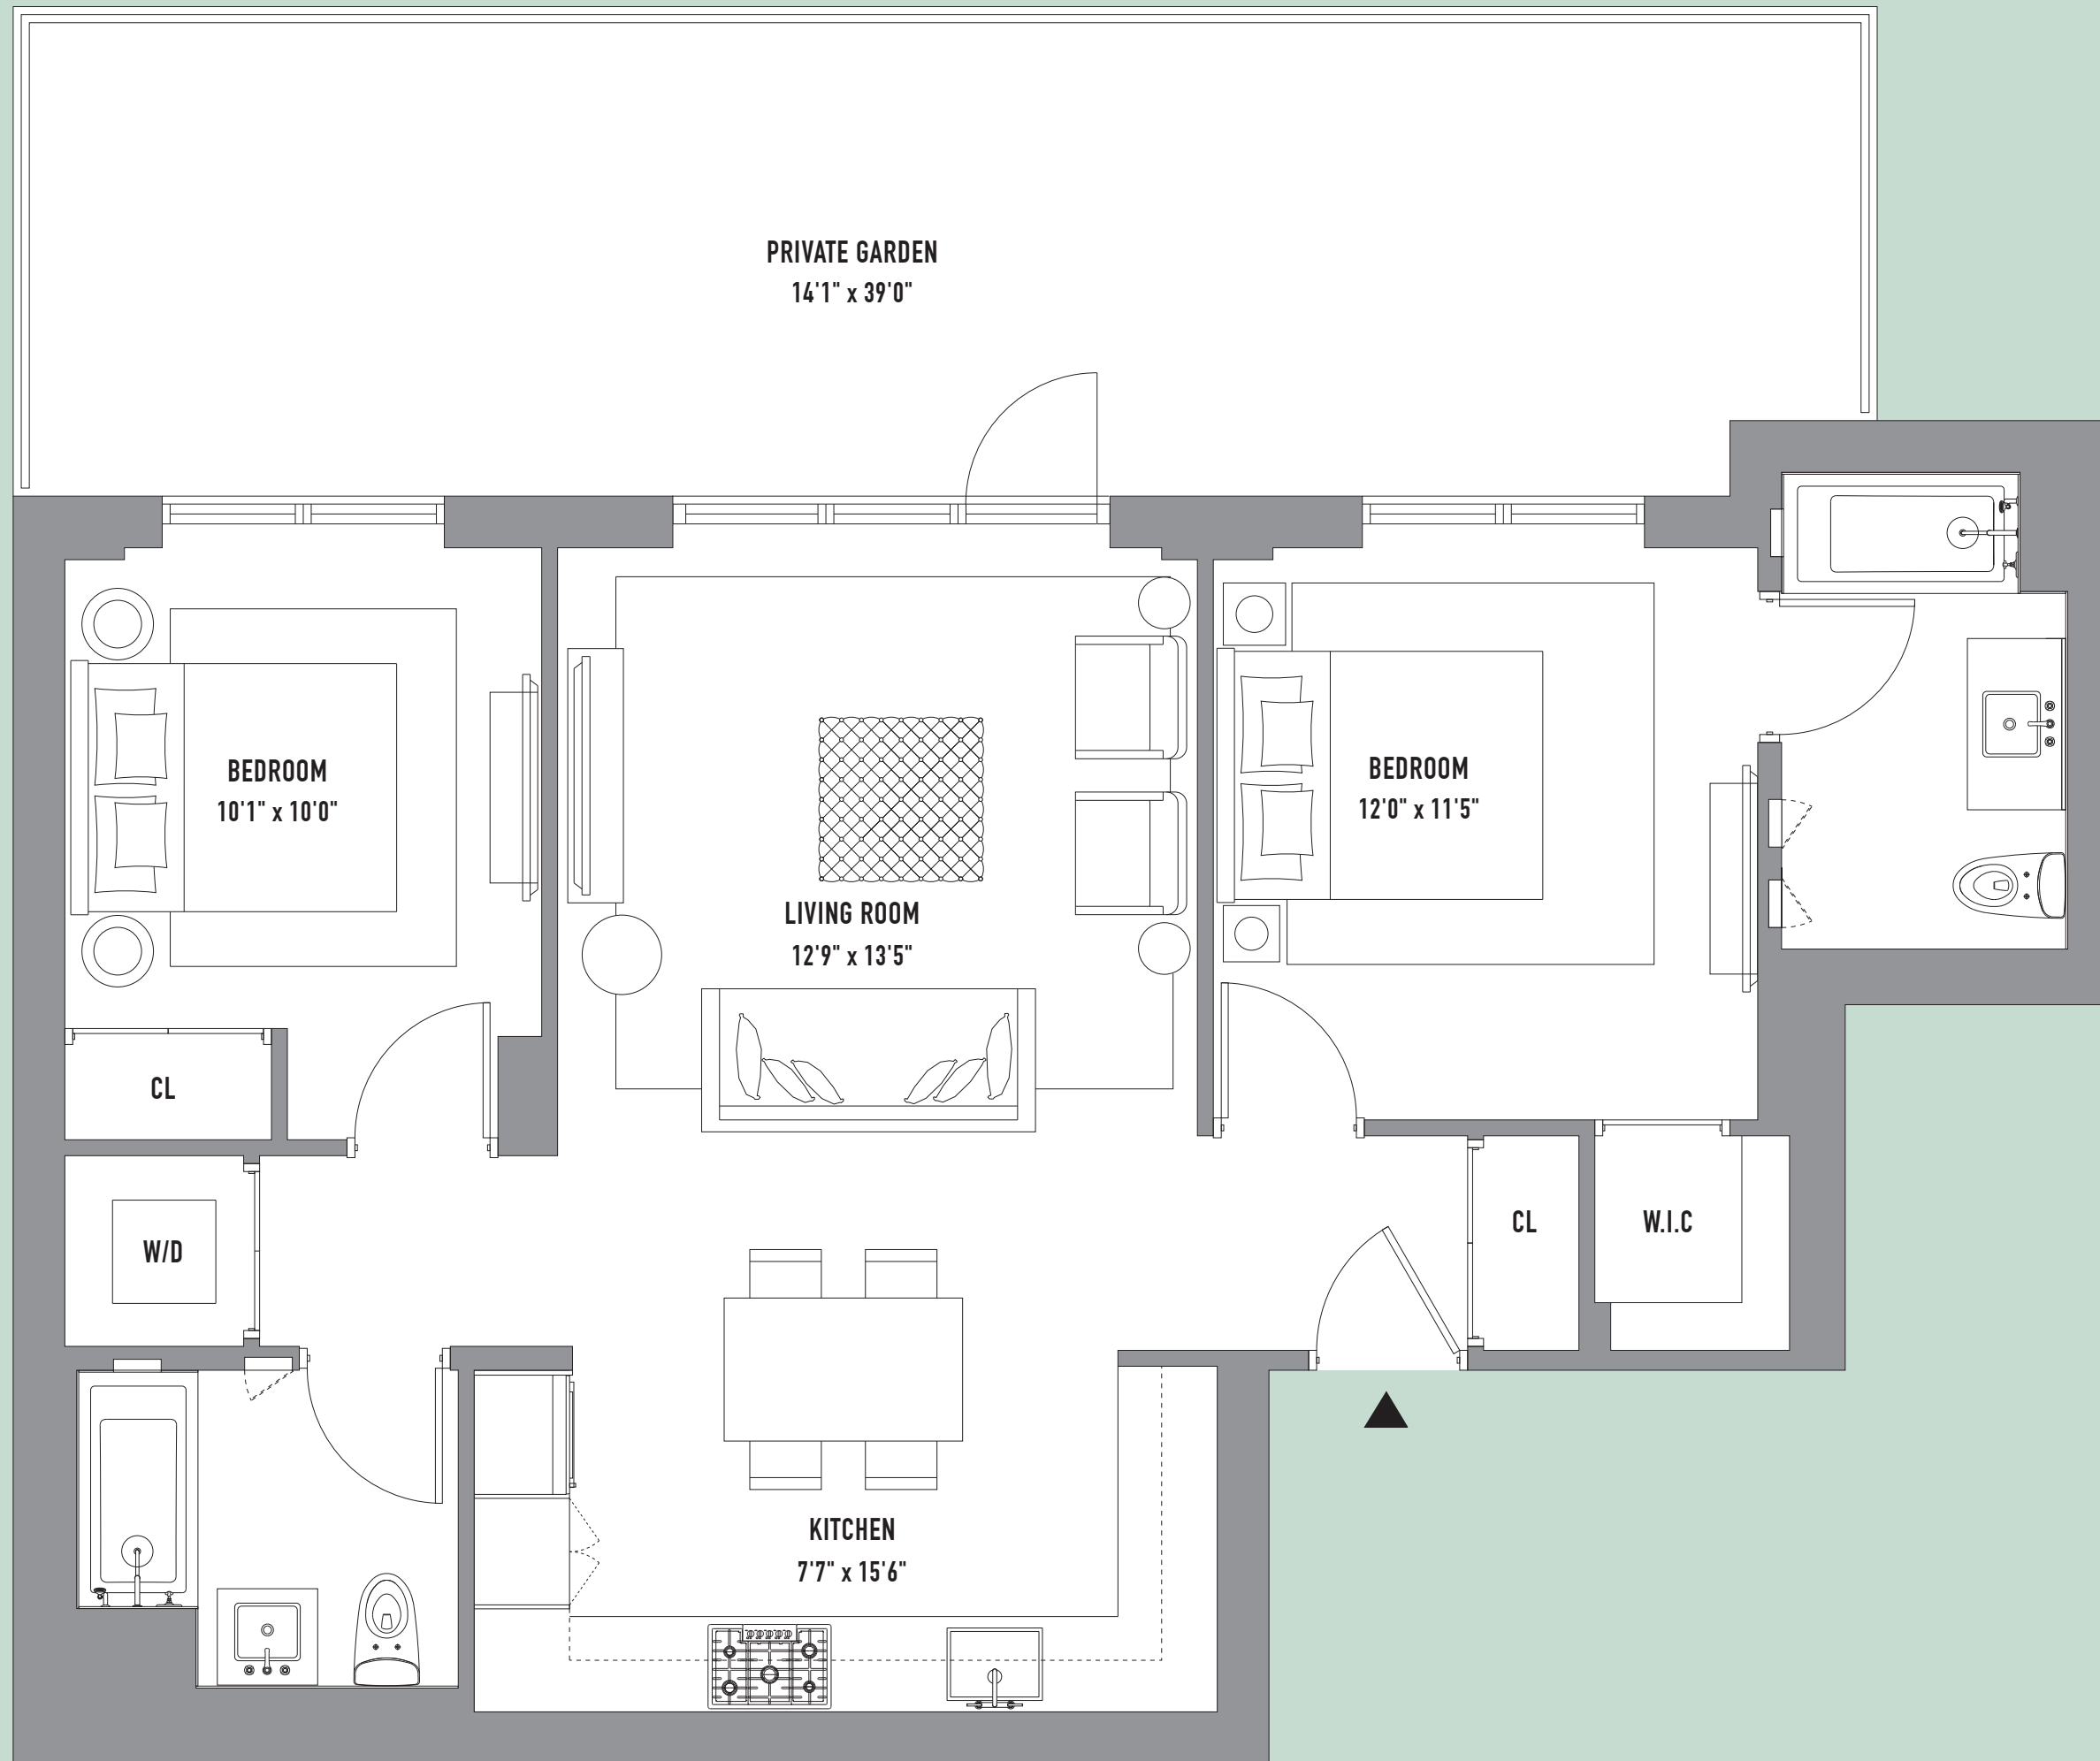 PRIVATE GARDEN
14'1" x 39'0"
BEDROOM
10'1" x 10'0"
LIVING ROOM
12'9" x 13'5"
BEDROOM
12'0" x 11'5"
CL
W/D
CL
W.I.C
KITCHEN
7'7" x 15'6"